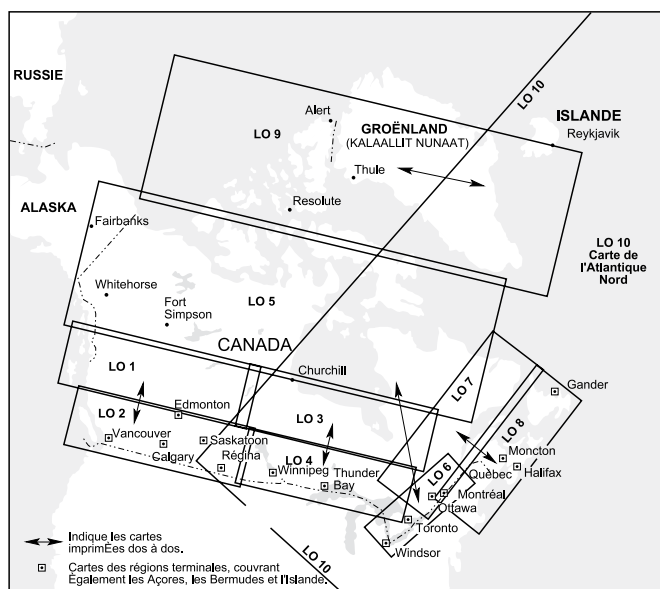 RUSSIE
LO 10
Alert
ISLANDE
LO 9
GROËNLAND
(KALAALLIT NUNAAT)
Reykjavik
Thule
ALASKA
Resolute
Fairbanks
LO 10
Carte de
l'Atlantique
Nord
Whitehorse
LO 5
Fort
Simpson
CANADA
LO 1
Churchill
LO 7
Gander
Edmonton
LO 2
LO 3
LO 8
Vancouver
Saskatoon
Moncton
Calgary
Régiña
LO 4
Winnipeg
Thunder
Bay
LO 6
Quèbec
Halifax
Montréal
Ottawa
Toronto
Windsor
LO 10
Indique les cartes
imprimÈes dos à dos.
Cartes des régions terminales, couvrant
Également les Açores, les Bermudes et l'Islande.